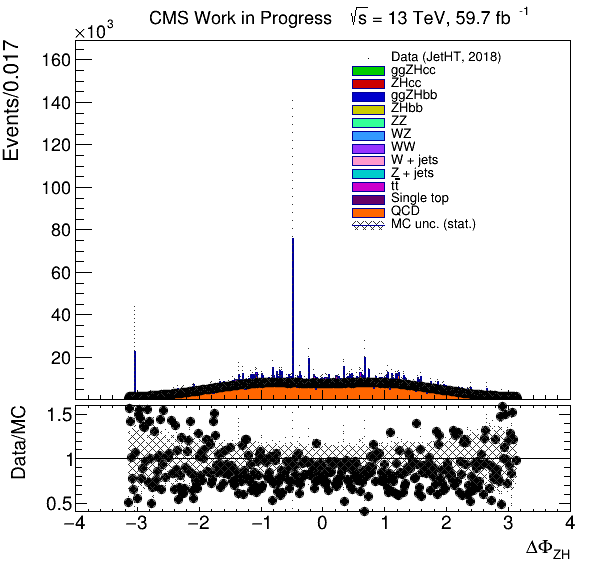 CMS Work in Progress √s = 13 TeV, 59.7 fb⁻¹
×10³
Events/0.017
160
140
120
100
80
60
40
20
Data (JetHT, 2018)
ggZHcc
ZHcc
ggZHbb
ZHbb
ZZ
WZ
WW
W + jets
Z + jets
tt̅
Single top
QCD
MC unc. (stat.)
Data/MC
1.5
1
0.5
−4 −3 −2 −1 0 1 2 3 4
ΔΦ_ZH